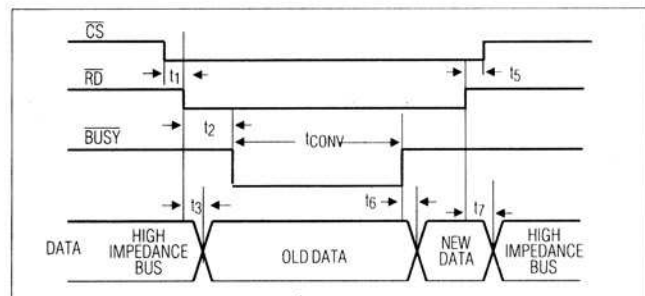 CS
t1
t5
RD
t2
tCONV
BUSY
t3
t6
t7
DATA
HIGH
IMPEDANCE
BUS
OLD DATA
NEW
DATA
HIGH
IMPEDANCE
BUS